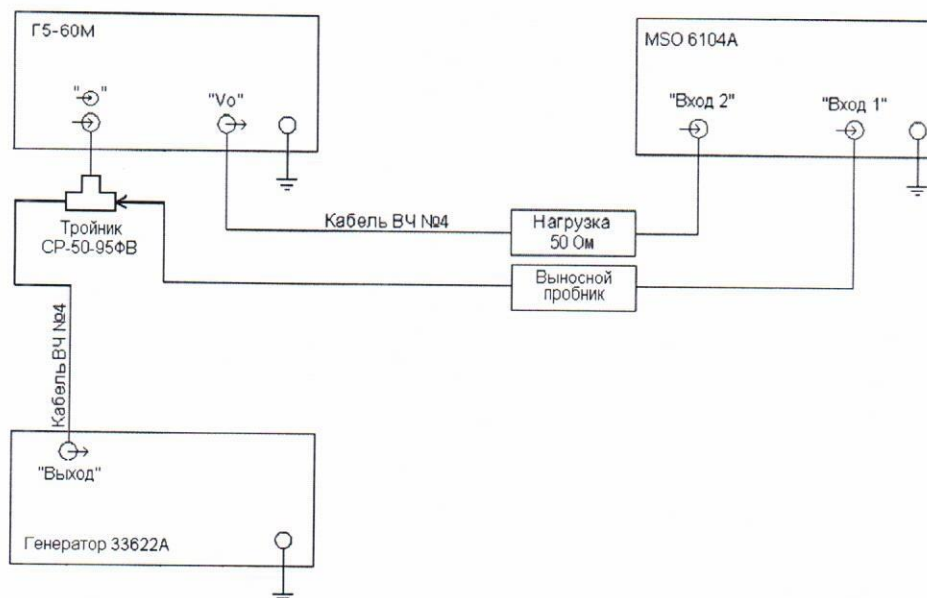 Г5-60М
"Vo"
MSO 6104A
"Вход 2"
"Вход 1"
Тройник
СР-50-95ФВ
Кабель ВЧ №4
Нагрузка
50 Ом
Выносной
пробник
Кабель ВЧ №4
"Выход"
Генератор 33622А